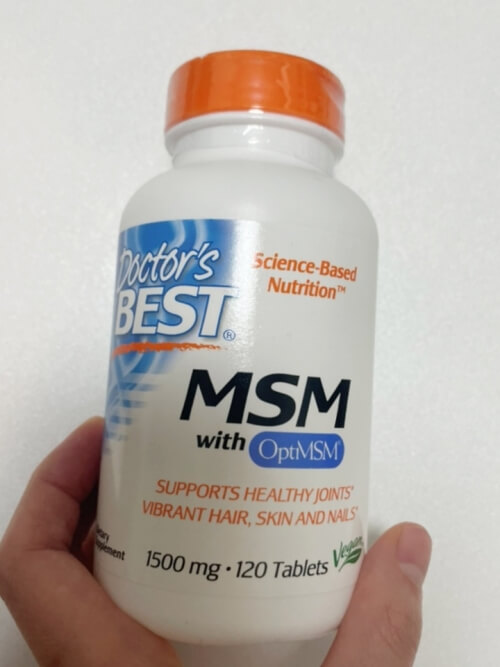 Doctor's
BEST®
Science-Based
Nutrition™
MSM
with OptiMSM®
SUPPORTS HEALTHY JOINTS*
VIBRANT HAIR, SKIN AND NAILS*
1500 mg • 120 Tablets
Vegan